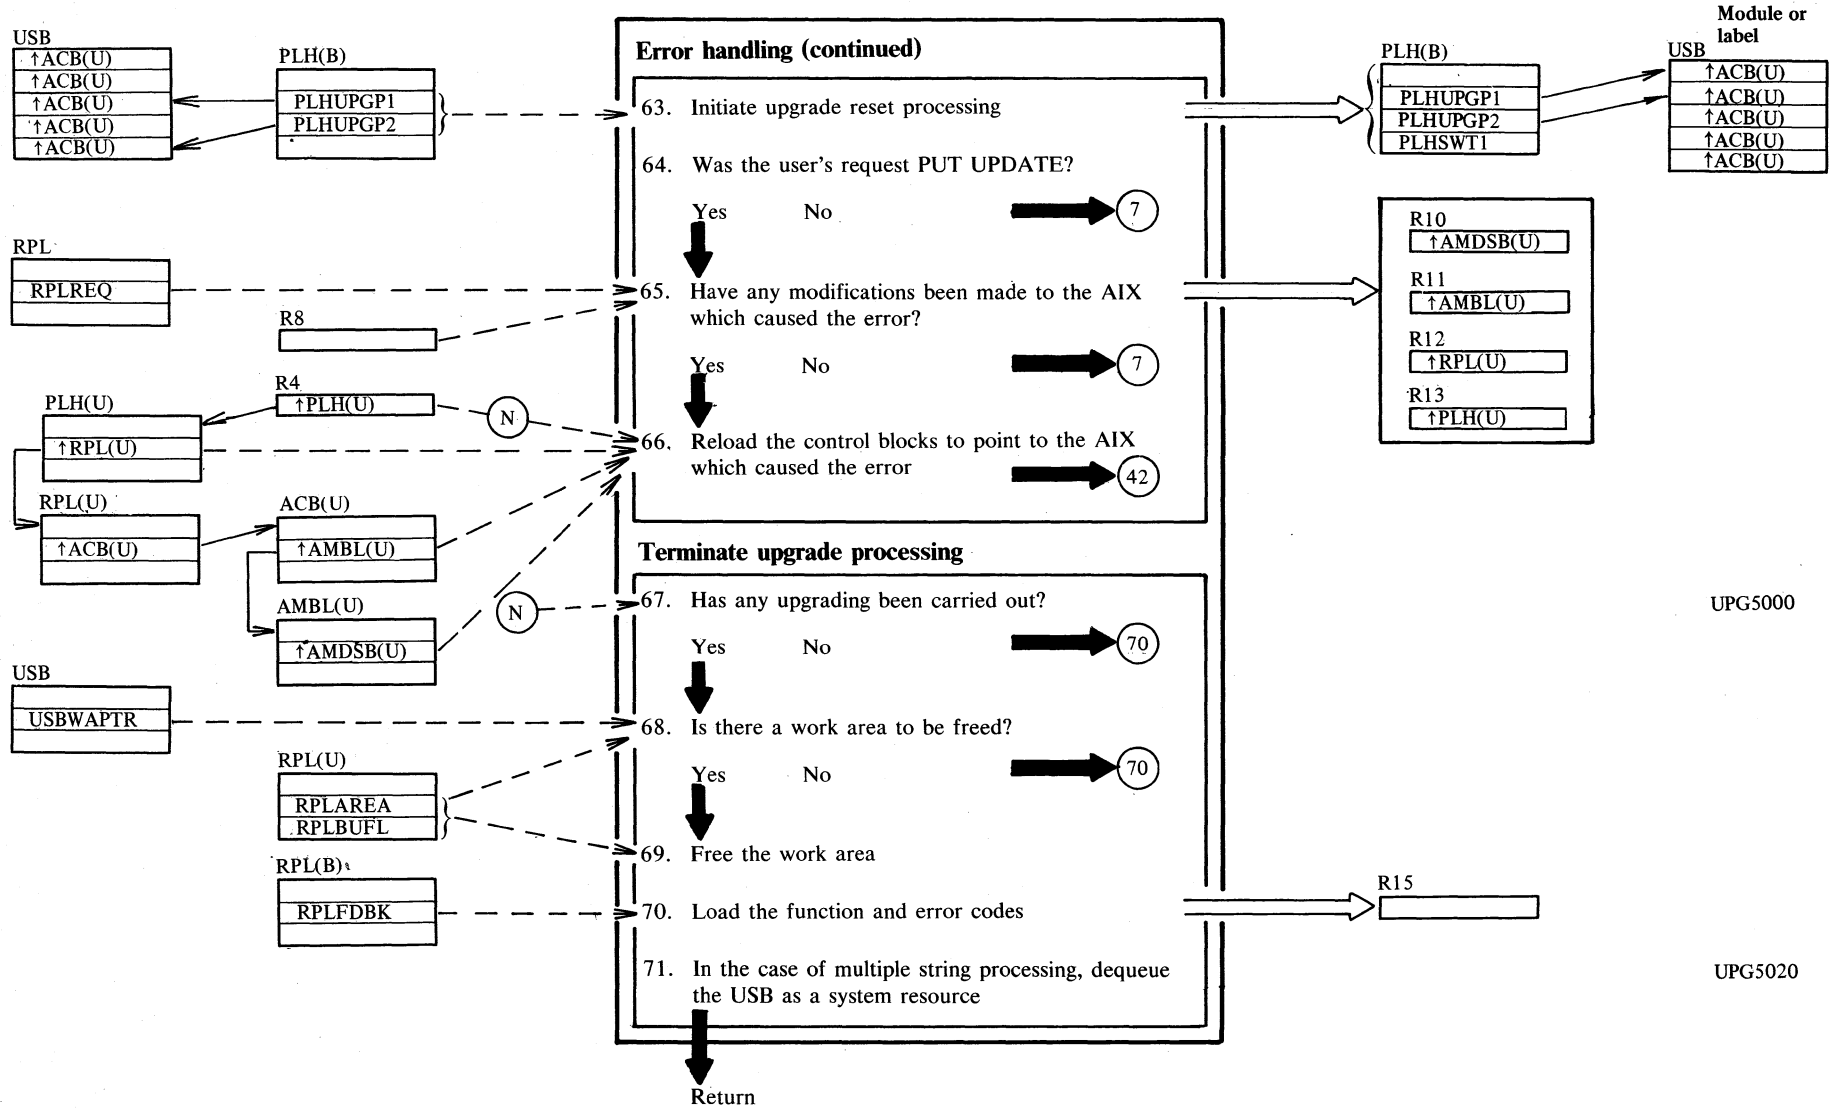 Module or
label
USB
↑ACB(U)
↑ACB(U)
↑ACB(U)
↑ACB(U)
↑ACB(U)
PLH(B)
PLHUPGP1
PLHUPGP2
Error handling (continued)
63. Initiate upgrade reset processing
64. Was the user's request PUT UPDATE?
Yes No 7
PLH(B)
PLHUPGP1
PLHUPGP2
PLHSWT1
USB
↑ACB(U)
↑ACB(U)
↑ACB(U)
↑ACB(U)
↑ACB(U)
RPL
RPLREQ
R8
65. Have any modifications been made to the AIX
which caused the error?
Yes No 7
R10
↑AMDSB(U)
R11
↑AMBL(U)
R12
↑RPL(U)
R13
↑PLH(U)
R4
↑PLH(U)
N
PLH(U)
↑RPL(U)
66. Reload the control blocks to point to the AIX
which caused the error 42
RPL(U)
↑ACB(U)
ACB(U)
↑AMBL(U)
AMBL(U)
↑AMDSB(U)
Terminate upgrade processing
N
67. Has any upgrading been carried out?
UPG5000
Yes No 70
USB
USBWAPTR
68. Is there a work area to be freed?
Yes No 70
RPL(U)
RPLAREA
RPLBUFL
69. Free the work area
RPL(B)
RPLFDBK
70. Load the function and error codes
R15
71. In the case of multiple string processing, dequeue
the USB as a system resource
UPG5020
Return